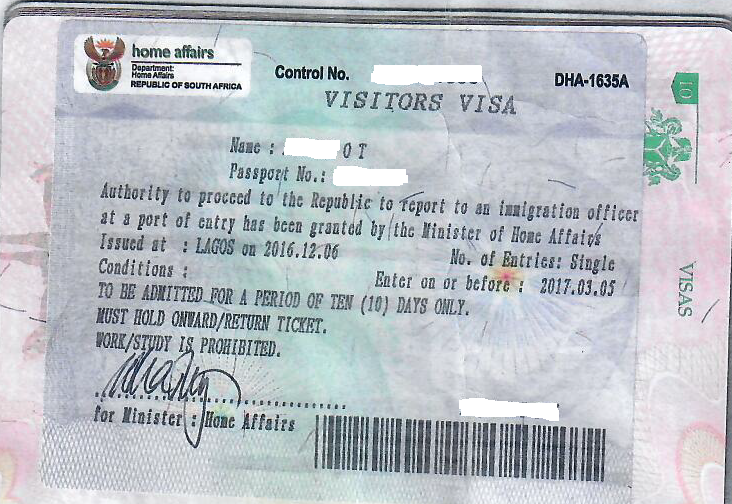 home affairs
Department:
Home Affairs
REPUBLIC OF SOUTH AFRICA
Control No.
DHA-1635A
VISITORS VISA
Name : O T
Passport No.:
Authority to proceed to the Republic to report to an immigration officer
at a port of entry has been granted by the Minister of Home Affairs
Issued at : LAGOS on 2016.12.06
No. of Entries: Single
Conditions :
Enter on or before : 2017.03.05
TO BE ADMITTED FOR A PERIOD OF TEN (10) DAYS ONLY.
MUST HOLD ONWARD/RETURN TICKET.
WORK/STUDY IS PROHIBITED.
for Minister : Home Affairs
10
VISAS